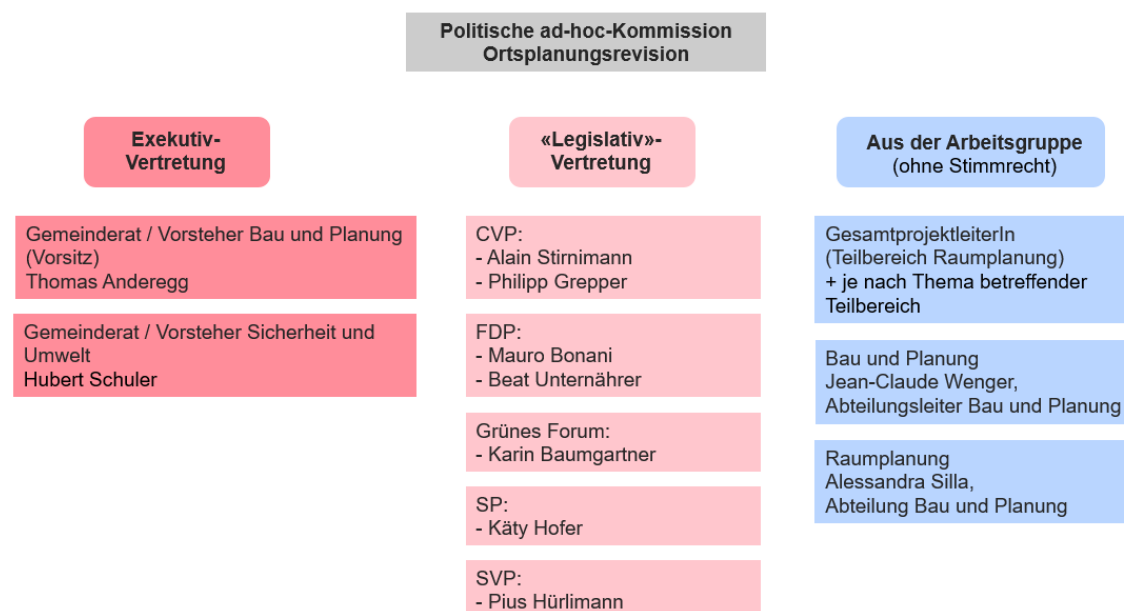 Politische ad-hoc-Kommission
Ortsplanungsrevision
Exekutiv-
Vertretung
Gemeinderat / Vorsteher Bau und Planung
(Vorsitz)
Thomas Anderegg
Gemeinderat / Vorsteher Sicherheit und
Umwelt
Hubert Schuler
«Legislativ»-
Vertretung
CVP:
- Alain Stirnimann
- Philipp Grepper
FDP:
- Mauro Bonani
- Beat Unternährer
Grünes Forum:
- Karin Baumgartner
SP:
- Käty Hofer
SVP:
- Pius Hürlimann
Aus der Arbeitsgruppe
(ohne Stimmrecht)
GesamtprojektleiterIn
(Teilbereich Raumplanung)
+ je nach Thema betreffender
Teilbereich
Bau und Planung
Jean-Claude Wenger,
Abteilungsleiter Bau und Planung
Raumplanung
Alessandra Silla,
Abteilung Bau und Planung